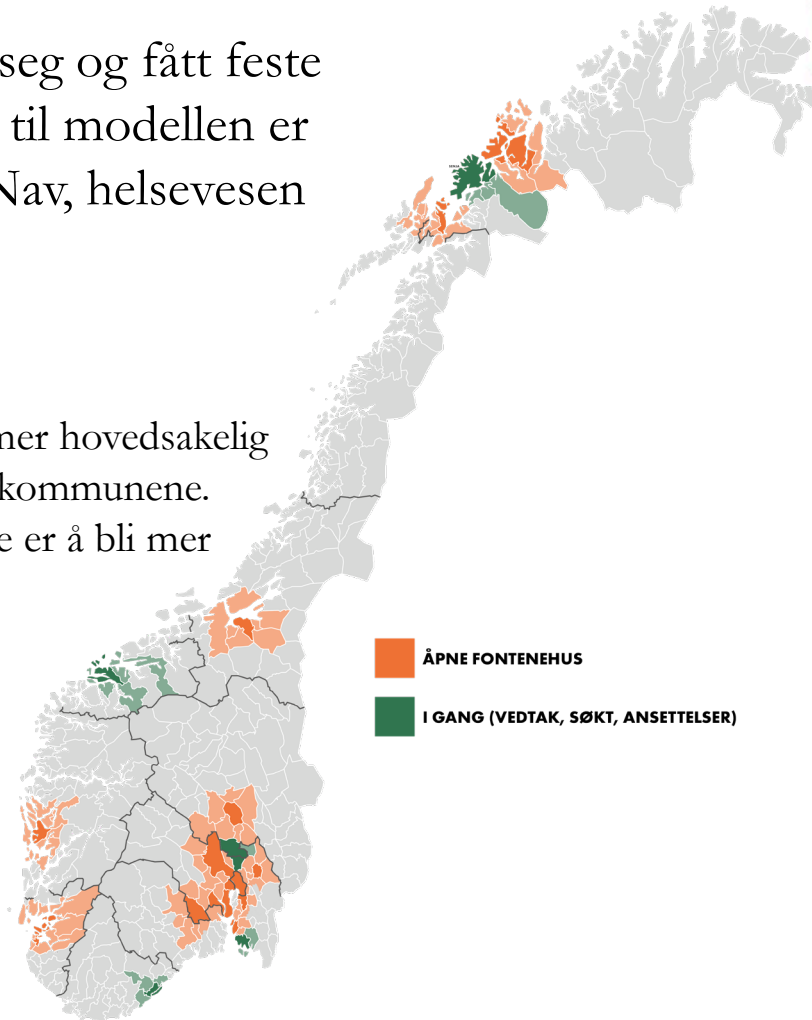 seg og fått feste
til modellen er
Nav, helsevesen
ner hovedsakelig
kommunene.
e er å bli mer
ÅPNE FONTENEHUS
I GANG (VEDTAK, SØKT, ANSETTELSER)